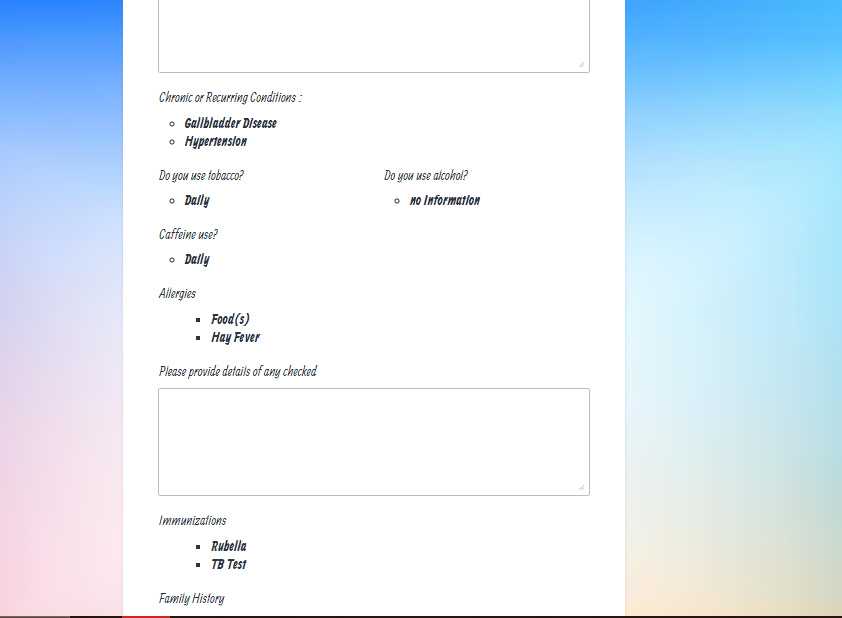 Chronic or Recurring Conditions :
Gallbladder Disease
Hypertension
Do you use tobacco?
Daily
Do you use alcohol?
no information
Caffeine use?
Daily
Allergies
Food(s)
Hay Fever
Please provide details of any checked
Immunizations
Rubella
TB Test
Family History